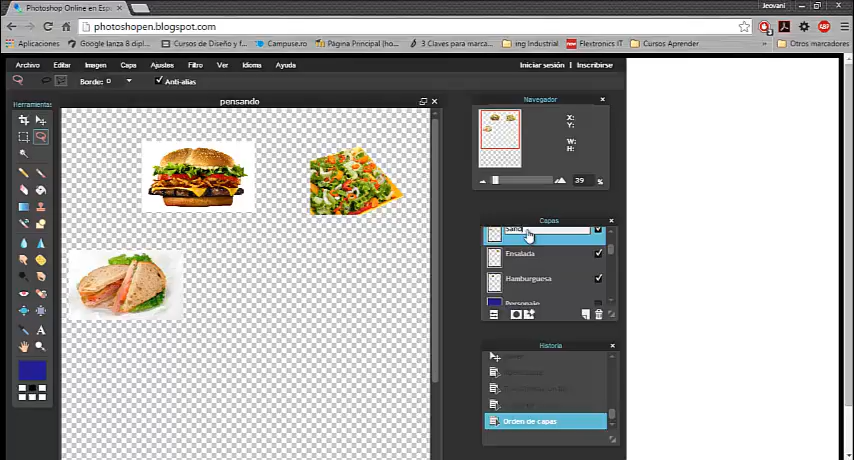 Photoshop Online en Esp
Jeovani
photoshopen.blogspot.com
Aplicaciones Google lanza 8 dipl... Cursos de Diseño y f... Campuse.ro Página Principal (ho... 3 Claves para marca... ing Industrial Flextronics IT Cursos Aprender » Otros marcadores
Archivo Editar Imagen Capa Ajustes Filtro Ver Idioma Ayuda Iniciar sesión | Inscribirse
Borde: 0 Anti-alias
Herramientas
pensando
Navegador
X:
Y:
W:
H:
39 %
Capas
Sand
Ensalada
Hamburguesa
Personaje
Historia
Orden de capas